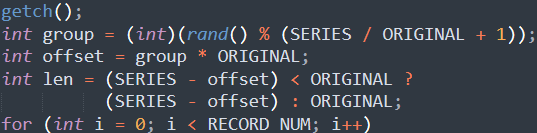 getch();
int group = (int)(rand() % (SERIES / ORIGINAL + 1));
int offset = group * ORIGINAL;
int len = (SERIES - offset) < ORIGINAL ?
(SERIES - offset) : ORIGINAL;
for (int i = 0; i < RECORD_NUM; i++)